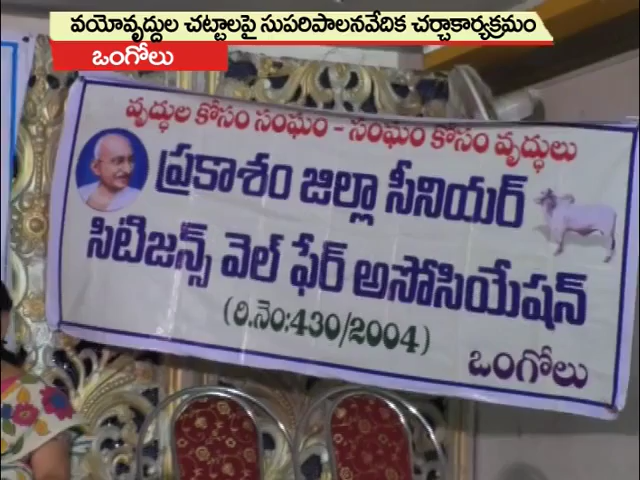 వయోవృద్దుల చట్టాలపై సుపరిపాలనవేదిక చర్చాకార్యక్రమం
ఒంగోలు
వృద్ధుల కోసం సంఘం - సంఘం కోసం వృద్ధులు
ప్రకాశం జిల్లా సీనియర్
సిటిజన్స్ వెల్ ఫేర్ అసోసియేషన్
(రి.నెం:430/2004)
ఒంగోలు